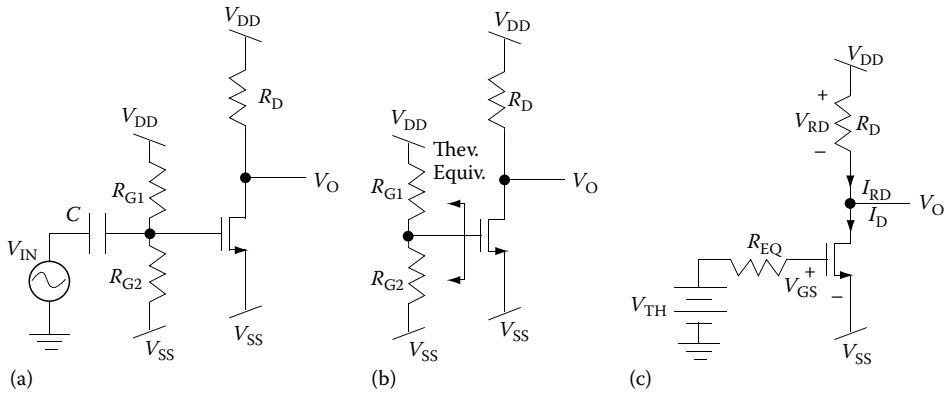 V_DD
R_D
V_DD
R_G1
C
V_O
V_IN
R_G2
V_SS
V_SS
(a)
V_DD
R_D
V_DD
Thev.
Equiv.
R_G1
V_O
R_G2
V_SS
V_SS
(b)
V_DD
+
V_RD
R_D
–
I_RD
V_O
I_D
R_EQ
+
V_GS
–
V_TH
V_SS
(c)